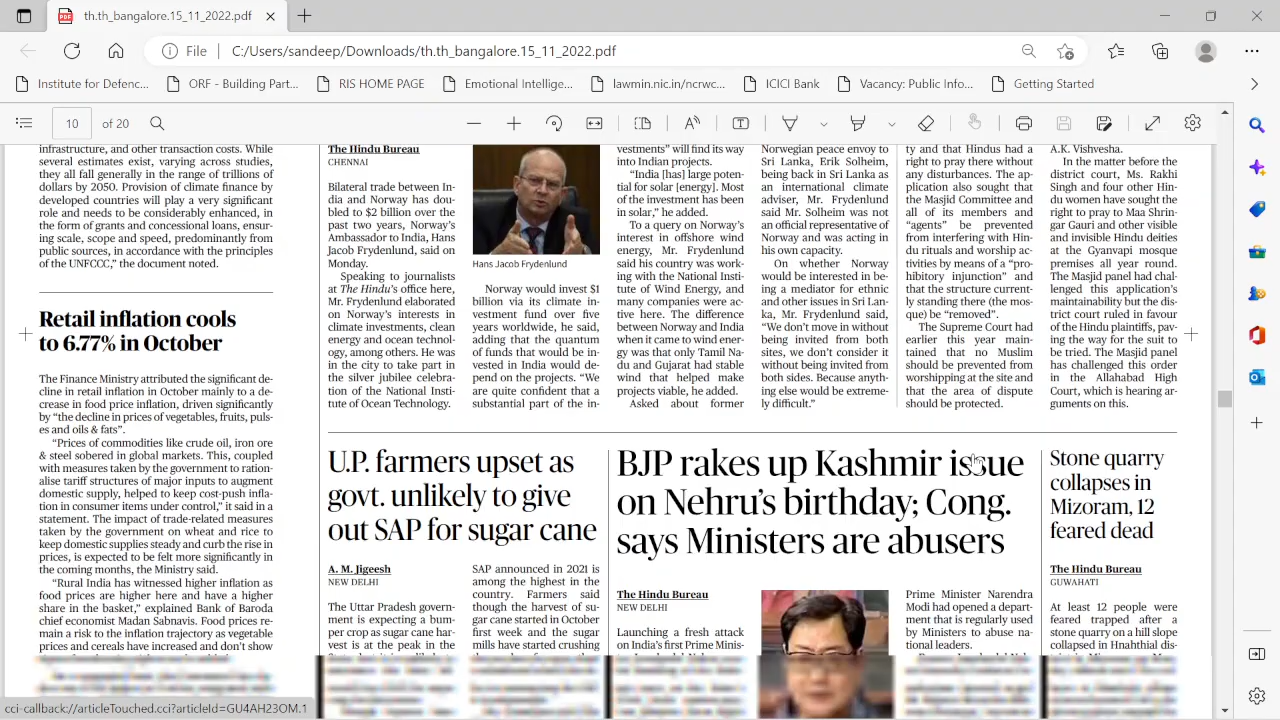 th.th_bangalore.15_11_2022.pdf
File
C:/Users/sandeep/Downloads/th.th_bangalore.15_11_2022.pdf
Institute for Defenc...
ORF - Building Part...
RIS HOME PAGE
Emotional Intellige...
lawmin.nic.in/ncrwc...
ICICI Bank
Vacancy: Public Info...
Getting Started
10
of 20
infrastructure, and other transaction costs. While
several estimates exist, varying across studies,
they all fall generally in the range of trillions of
dollars by 2050. Provision of climate finance by
developed countries will play a very significant
role and needs to be considerably enhanced, in
the form of grants and concessional loans, ensur-
ing scale, scope and speed, predominantly from
public sources, in accordance with the principles
of the UNFCCC," the document noted.
Retail inflation cools
to 6.77% in October
The Finance Ministry attributed the significant de-
cline in retail inflation in October mainly to a de-
crease in food price inflation, driven significantly
by "the decline in prices of vegetables, fruits, puls-
es and oils & fats".
"Prices of commodities like crude oil, iron ore
& steel sobered in global markets. This, coupled
with measures taken by the government to ration-
alise tariff structures of major inputs to augment
domestic supply, helped to keep cost-push infla-
tion in consumer items under control," it said in a
statement. The impact of trade-related measures
taken by the government on wheat and rice to
keep domestic supplies steady and curb the rise in
prices, is expected to be felt more significantly in
the coming months, the Ministry said.
"Rural India has witnessed higher inflation as
food prices are higher here and have a higher
share in the basket," explained Bank of Baroda
chief economist Madan Sabnavis. Food prices re-
main a risk to the inflation trajectory as vegetable
prices and cereals have increased and don't show
The Hindu Bureau
CHENNAI
Bilateral trade between In-
dia and Norway has dou-
bled to $2 billion over the
past two years, Norway's
Ambassador to India, Hans
Jacob Frydenlund, said on
Monday.
Speaking to journalists
at The Hindu's office here,
Mr. Frydenlund elaborated
on Norway's interests in
climate investments, clean
energy and ocean technol-
ogy, among others. He was
in the city to take part in
the silver jubilee celebra-
tion of the National Insti-
tute of Ocean Technology.
Hans Jacob Frydenlund
Norway would invest $1
billion via its climate in-
vestment fund over five
years worldwide, he said,
adding that the quantum
of funds that would be in-
vested in India would de-
pend on the projects. "We
are quite confident that a
substantial part of the in-
vestments" will find its way
into Indian projects.
"India [has] large poten-
tial for solar [energy]. Most
of the investment has been
in solar," he added.
To a query on Norway's
interest in offshore wind
energy, Mr. Frydenlund
said his country was work-
ing with the National Insti-
tute of Wind Energy, and
many companies were ac-
tive here. The difference
between Norway and India
when it came to wind ener-
gy was that only Tamil Na-
du and Gujarat had stable
wind that helped make
projects viable, he added.
Asked about former
Norwegian peace envoy to
Sri Lanka, Erik Solheim,
being back in Sri Lanka as
an international climate
adviser, Mr. Frydenlund
said Mr. Solheim was not
an official representative of
Norway and was acting in
his own capacity.
On whether Norway
would be interested in be-
ing a mediator for ethnic
and other issues in Sri Lan-
ka, Mr. Frydenlund said,
"We don't move in without
being invited from both
sites, we don't consider it
without being invited from
both sides. Because anyth-
ing else would be extreme-
ly difficult."
ty and that Hindus had a
right to pray there without
any disturbances. The ap-
plication also sought that
the Masjid Committee and
all of its members and
"agents" be prevented
from interfering with Hin-
du rituals and worship ac-
tivities by means of a "pro-
hibitory injunction" and
that the structure current-
ly standing there (the mos-
que) be "removed".
The Supreme Court had
earlier this year main-
tained that no Muslim
should be prevented from
worshipping at the site and
that the area of dispute
should be protected.
A.K. Vishvesha.
In the matter before the
district court, Ms. Rakhi
Singh and four other Hin-
du women have sought the
right to pray to Maa Shrin-
gar Gauri and other visible
and invisible Hindu deities
at the Gyanvapi mosque
premises all year round.
The Masjid panel had chal-
lenged this application's
maintainability but the dis-
trict court ruled in favour
of the Hindu plaintiffs, pav-
ing the way for the suit to
be tried. The Masjid panel
has challenged this order
in the Allahabad High
Court, which is hearing ar-
guments on this.
U.P. farmers upset as
govt. unlikely to give
out SAP for sugar cane
A. M. Jigeesh
NEW DELHI
The Uttar Pradesh govern-
ment is expecting a bum-
per crop as sugar cane har-
vest is at the peak in the
SAP announced in 2021 is
among the highest in the
country. Farmers said
though the harvest of su-
gar cane started in October
first week and the sugar
mills have started crushing
BJP rakes up Kashmir issue
on Nehru's birthday; Cong.
says Ministers are abusers
The Hindu Bureau
NEW DELHI
Launching a fresh attack
on India's first Prime Minis-
Prime Minister Narendra
Modi had opened a depart-
ment that is regularly used
by Ministers to abuse na-
tional leaders.
Stone quarry
collapses in
Mizoram, 12
feared dead
The Hindu Bureau
GUWAHATI
At least 12 people were
feared trapped after a
stone quarry on a hill slope
collapsed in Hnahthial dis-
cci-callback://articleTouched.cci?articleId=GU4AH23OM.1